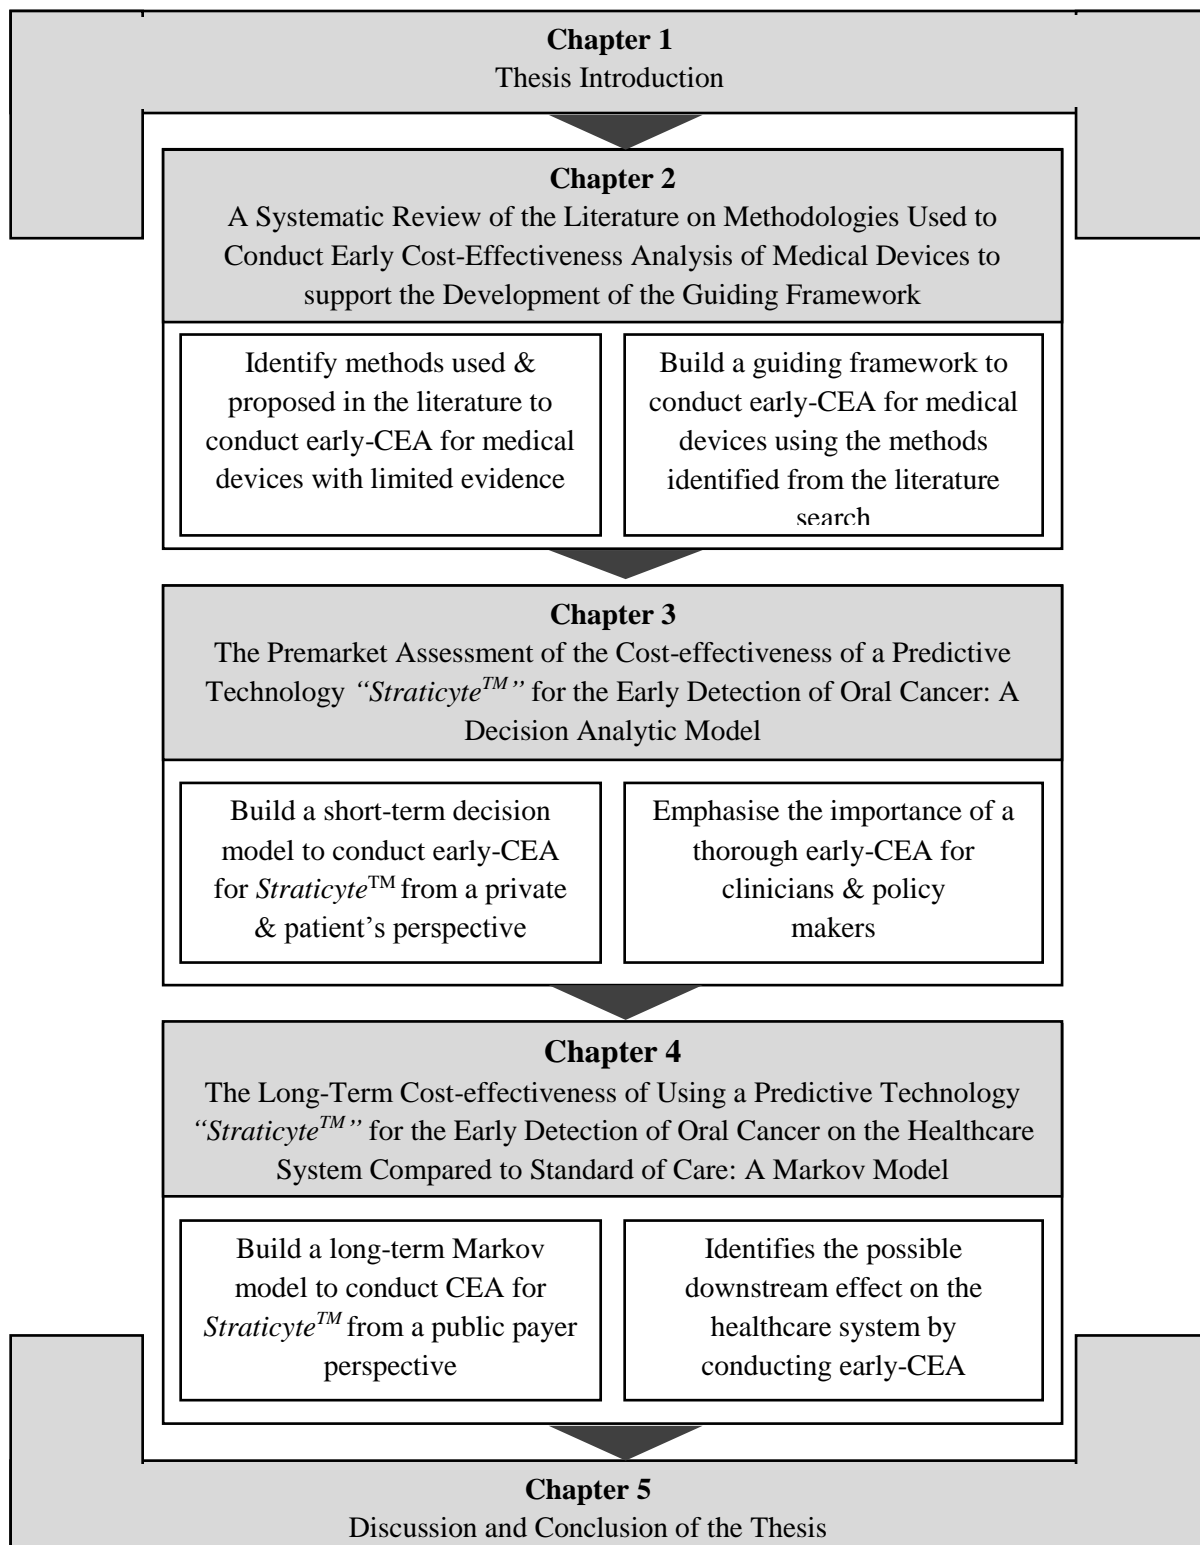 Chapter 1
Thesis Introduction
Chapter 2
A Systematic Review of the Literature on Methodologies Used to
Conduct Early Cost-Effectiveness Analysis of Medical Devices to
support the Development of the Guiding Framework
Identify methods used &
proposed in the literature to
conduct early-CEA for medical
devices with limited evidence
Build a guiding framework to
conduct early-CEA for medical
devices using the methods
identified from the literature
search
Chapter 3
The Premarket Assessment of the Cost-effectiveness of a Predictive
Technology “Straticyte™” for the Early Detection of Oral Cancer: A
Decision Analytic Model
Build a short-term decision
model to conduct early-CEA
for Straticyte™ from a private
& patient’s perspective
Emphasise the importance of a
thorough early-CEA for
clinicians & policy
makers
Chapter 4
The Long-Term Cost-effectiveness of Using a Predictive Technology
“Straticyte™” for the Early Detection of Oral Cancer on the Healthcare
System Compared to Standard of Care: A Markov Model
Build a long-term Markov
model to conduct CEA for
Straticyte™ from a public payer
perspective
Identifies the possible
downstream effect on the
healthcare system by
conducting early-CEA
Chapter 5
Discussion and Conclusion of the Thesis